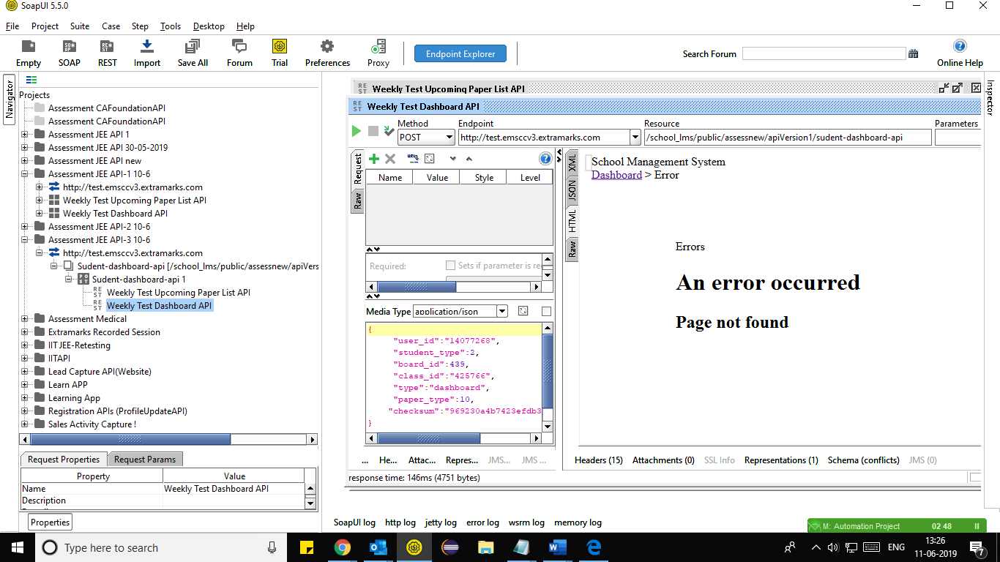 SoapUI 5.5.0
File Project Suite Case Step Tools Desktop Help
Empty SOAP REST Import Save All Forum Trial Preferences Proxy
Endpoint Explorer
Search Forum
Online Help
Navigator
Projects
Assessment CAFoundationAPI
Assessment CAFoundationAPI
Assessment JEE API 1
Assessment JEE API 30-05-2019
Assessment JEE API new
Assessment JEE API-1 10-6
http://test.emsccv3.extramarks.com
Weekly Test Upcoming Paper List API
Weekly Test Dashboard API
Assessment JEE API-2 10-6
Assessment JEE API-3 10-6
http://test.emsccv3.extramarks.com
Sudent-dashboard-api [/school_lms/public/assessnew/apiVers
Sudent-dashboard-api 1
Weekly Test Upcoming Paper List API
Weekly Test Dashboard API
Assessment Medical
Extramarks Recorded Session
IIT JEE-Retesting
IITAPI
Lead Capture API(Website)
Learn APP
Learning App
Registration APIs (ProfileUpdateAPI)
Sales Activity Capture !
Request Properties Request Params
Property Value
Name Weekly Test Dashboard API
Description
Properties
Weekly Test Upcoming Paper List API
Weekly Test Dashboard API
Method Endpoint Resource Parameters
POST http://test.emsccv3.extramarks.com /school_lms/public/assessnew/apiVersion1/sudent-dashboard-api
Request
Raw
Name Value Style Level
Required: Sets if parameter is re
Media Type application/json
{
"user_id":"14077268",
"student_type":2,
"board_id":439,
"class_id":"425766",
"type":"dashboard",
"paper_type":10,
"checksum":"969230a4b7423efdb3
}
... He... Attac... Repres... JMS... JMS ...
response time: 146ms (4751 bytes)
XML
JSON
HTML
Raw
School Management System
Dashboard > Error
Errors
An error occurred
Page not found
Headers (15) Attachments (0) SSL Info Representations (1) Schema (conflicts) JMS (0)
Inspector
SoapUI log http log jetty log error log wsrm log memory log
M: Automation Project 02 48
Type here to search
ENG
13:26
11-06-2019
7